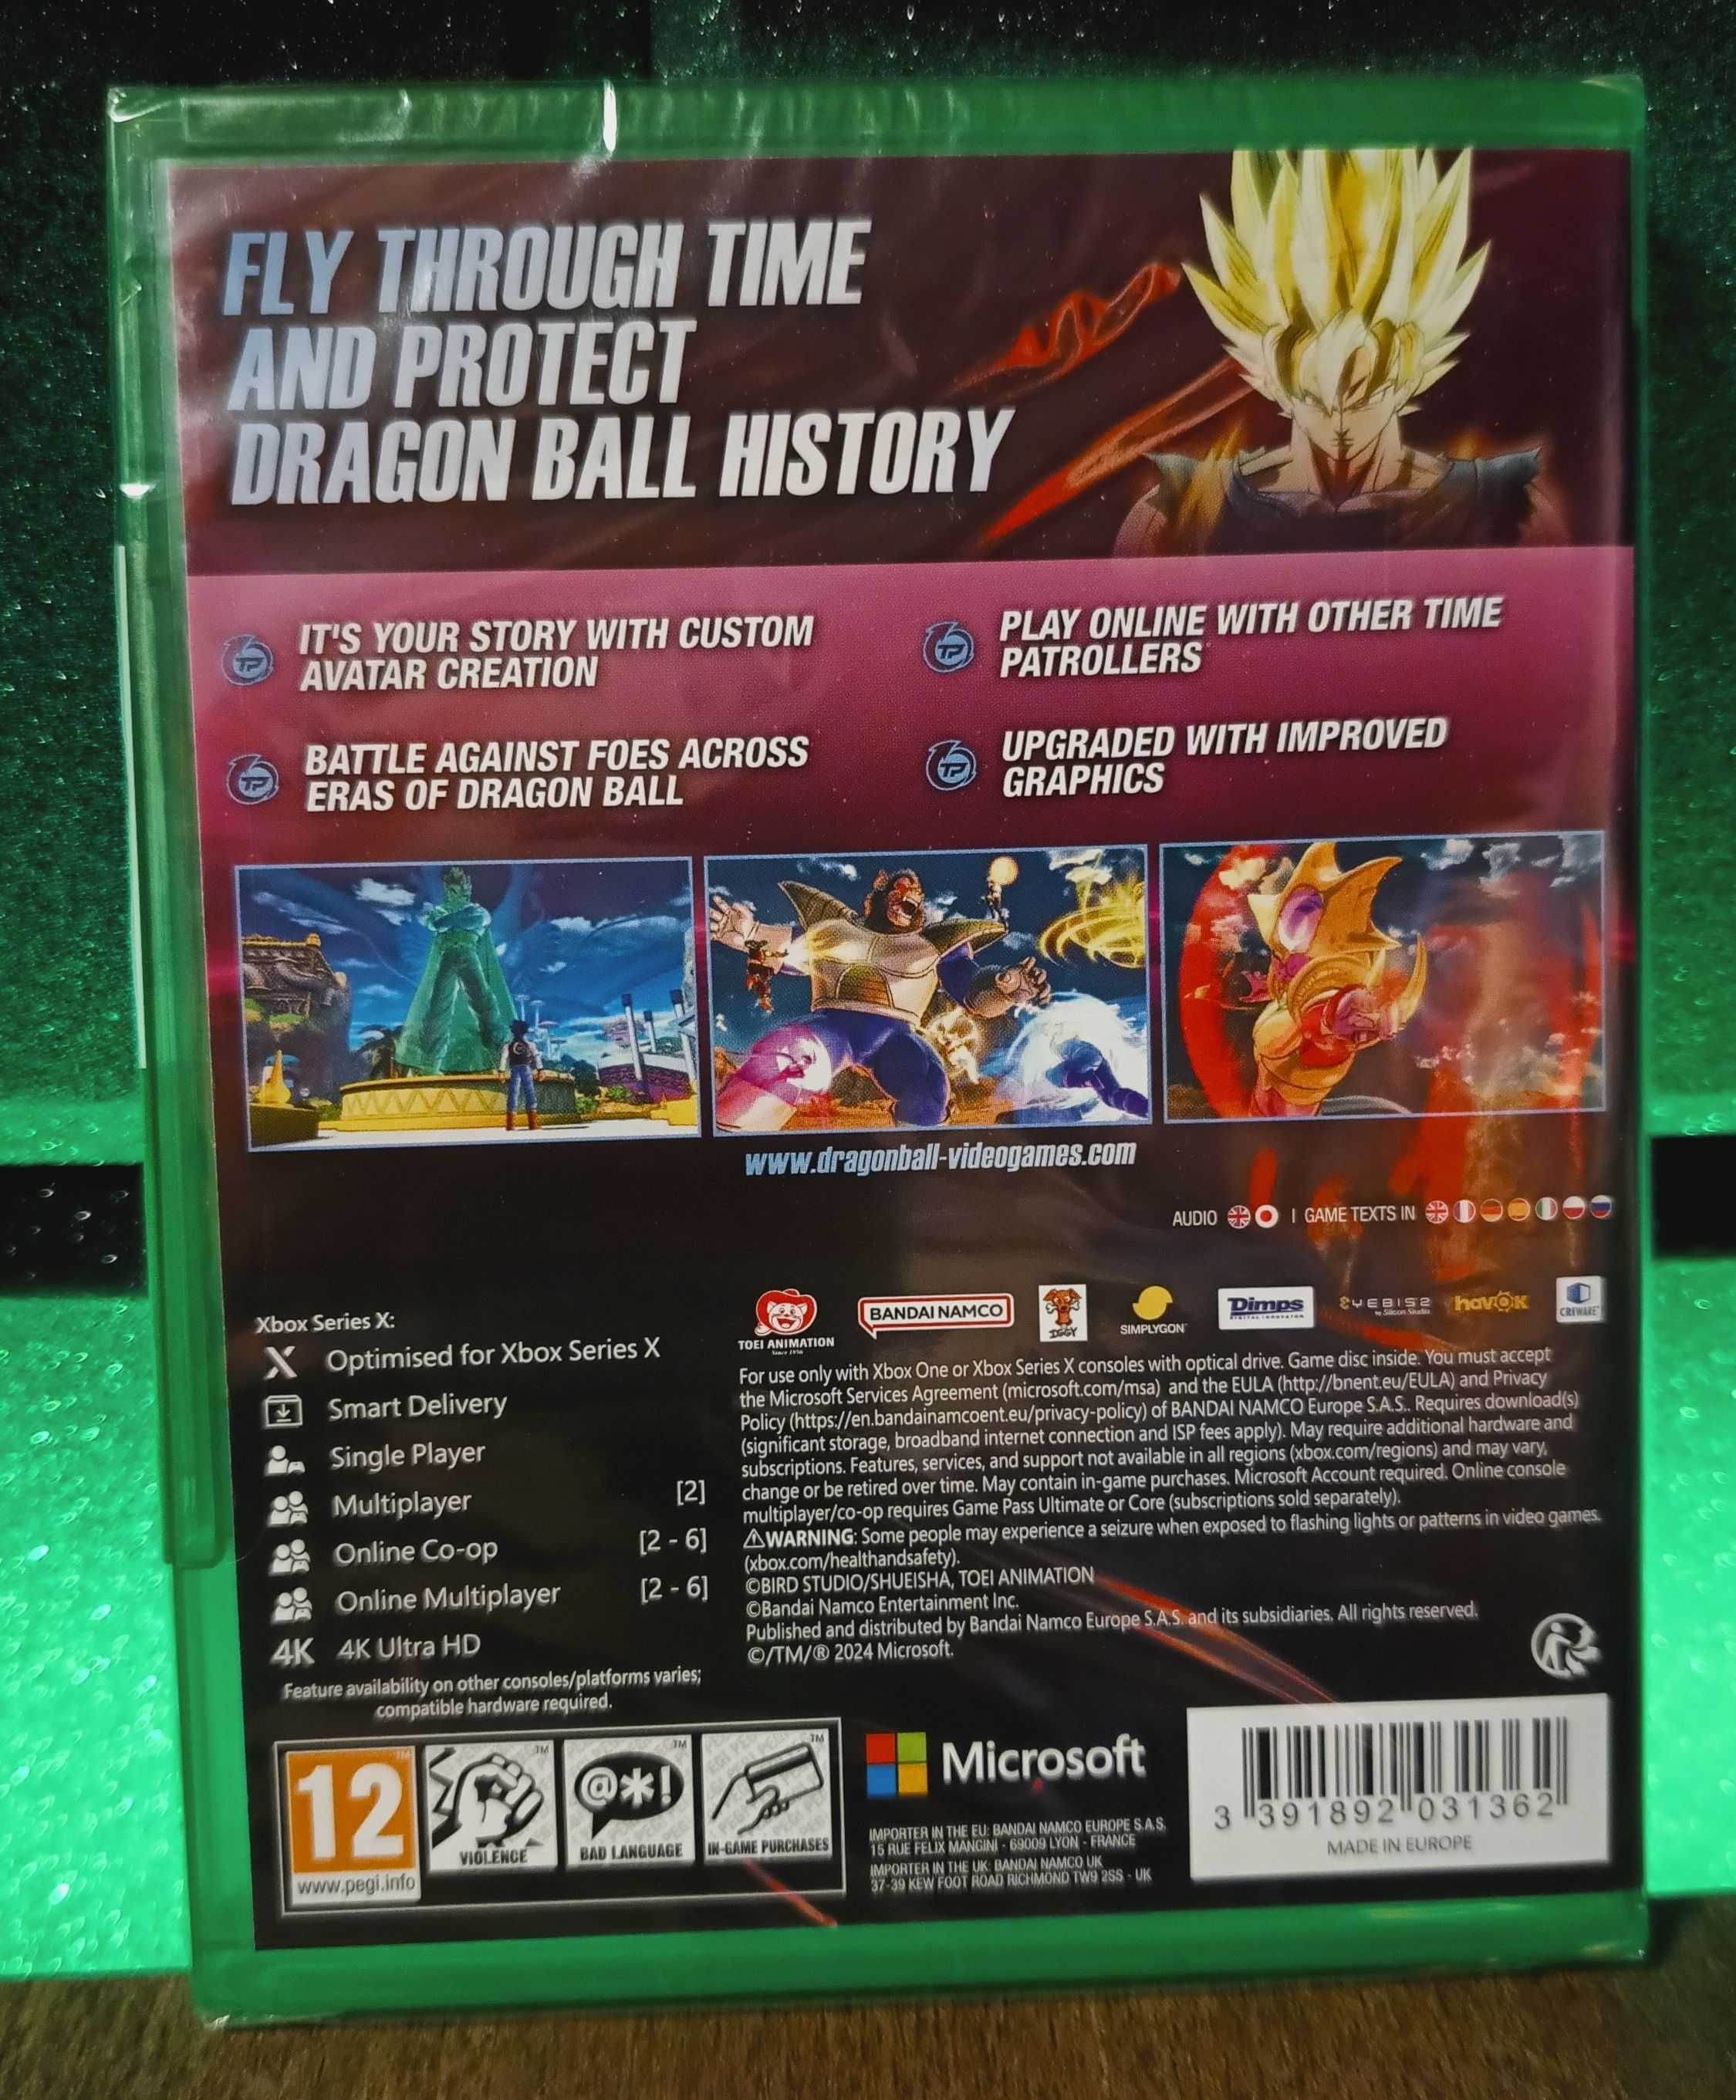 FLY THROUGH TIME
AND PROTECT
DRAGON BALL HISTORY
IT'S YOUR STORY WITH CUSTOM
AVATAR CREATION
PLAY ONLINE WITH OTHER TIME
PATROLLERS
BATTLE AGAINST FOES ACROSS
ERAS OF DRAGON BALL
UPGRADED WITH IMPROVED
GRAPHICS
www.dragonball-videogames.com
AUDIO | GAME TEXTS IN
Xbox Series X:
Optimised for Xbox Series X
Smart Delivery
Single Player
Multiplayer [2]
Online Co-op [2 - 6]
Online Multiplayer [2 - 6]
4K 4K Ultra HD
Feature availability on other consoles/platforms varies;
compatible hardware required.
TOEI ANIMATION
BANDAI NAMCO
IGGY
SIMPLYGON
Dimps
YEBIS 2
havok
CRIWARE
For use only with Xbox One or Xbox Series X consoles with optical drive. Game disc inside. You must accept
the Microsoft Services Agreement (microsoft.com/msa) and the EULA (http://bnent.eu/EULA) and Privacy
Policy (https://en.bandainamcoent.eu/privacy-policy) of BANDAI NAMCO Europe S.A.S.. Requires download(s)
(significant storage, broadband internet connection and ISP fees apply). May require additional hardware and
subscriptions. Features, services, and support not available in all regions (xbox.com/regions) and may vary,
change or be retired over time. May contain in-game purchases. Microsoft Account required. Online console
multiplayer/co-op requires Game Pass Ultimate or Core (subscriptions sold separately).
⚠WARNING: Some people may experience a seizure when exposed to flashing lights or patterns in video games.
(xbox.com/healthandsafety).
©BIRD STUDIO/SHUEISHA, TOEI ANIMATION
©Bandai Namco Entertainment Inc.
Published and distributed by Bandai Namco Europe S.A.S. and its subsidiaries. All rights reserved.
©/TM/® 2024 Microsoft.
12
www.pegi.info
VIOLENCE
@*!
BAD LANGUAGE
IN-GAME PURCHASES
Microsoft
IMPORTER IN THE EU: BANDAI NAMCO EUROPE S.A.S.
15 RUE FELIX MANGINI - 69009 LYON - FRANCE
IMPORTER IN THE UK: BANDAI NAMCO UK
37-39 KEW FOOT ROAD RICHMOND TW9 2SS - UK
3 391892 031362
MADE IN EUROPE